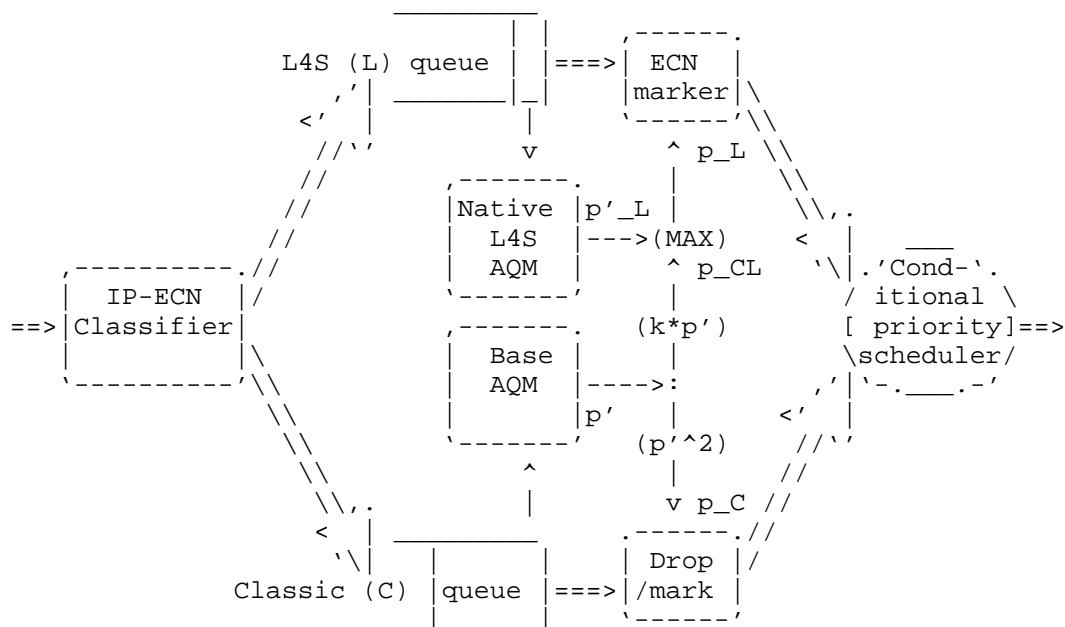 L4S (L) queue ===> ECN
marker
p_L
Native p'_L
L4S --->(MAX)
AQM p_CL
Cond-
IP-ECN itional
==> Classifier (k*p') [ priority]==>
Base scheduler
AQM ---->:
p'
(p'^2)
p_C
Drop
Classic (C) queue ===> /mark